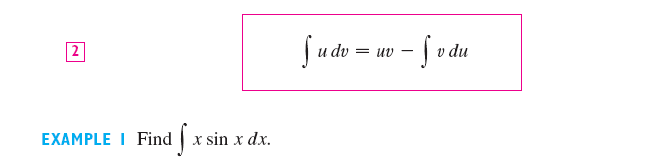 2
∫ u dv = uv − ∫ v du
EXAMPLE 1 Find ∫ x sin x dx.